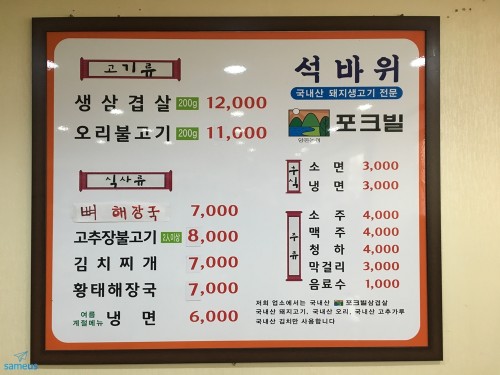 고기류
생삼겹살 200g 12,000
오리불고기 200g 11,000
식사류
뼈 해장국 7,000
고추장불고기 2인이상 8,000
김치찌개 7,000
황태해장국 7,000
여름 계절메뉴 냉면 6,000
석바위
국내산 돼지생고기 전문
포크빌
후식
소면 3,000
냉면 3,000
주류
소주 4,000
맥주 4,000
청하 4,000
막걸리 3,000
음료수 1,000
저희 업소에서는 국내산 포크빌삼겹살
국내산 돼지고기, 국내산 오리, 국내산 고추가루
국내산 김치만 사용합니다